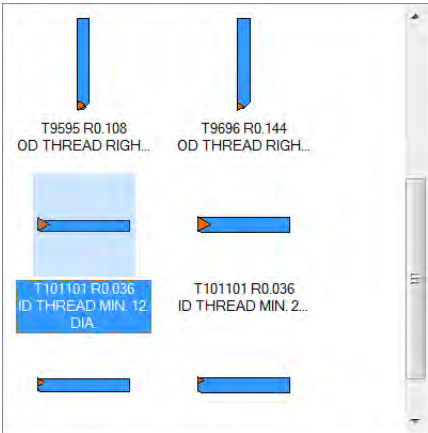 T9595 R0.108
OD THREAD RIGH...
T9696 R0.144
OD THREAD RIGH...
T101101 R0.036
ID THREAD MIN. 12.
DIA.
T101101 R0.036
ID THREAD MIN. 2...